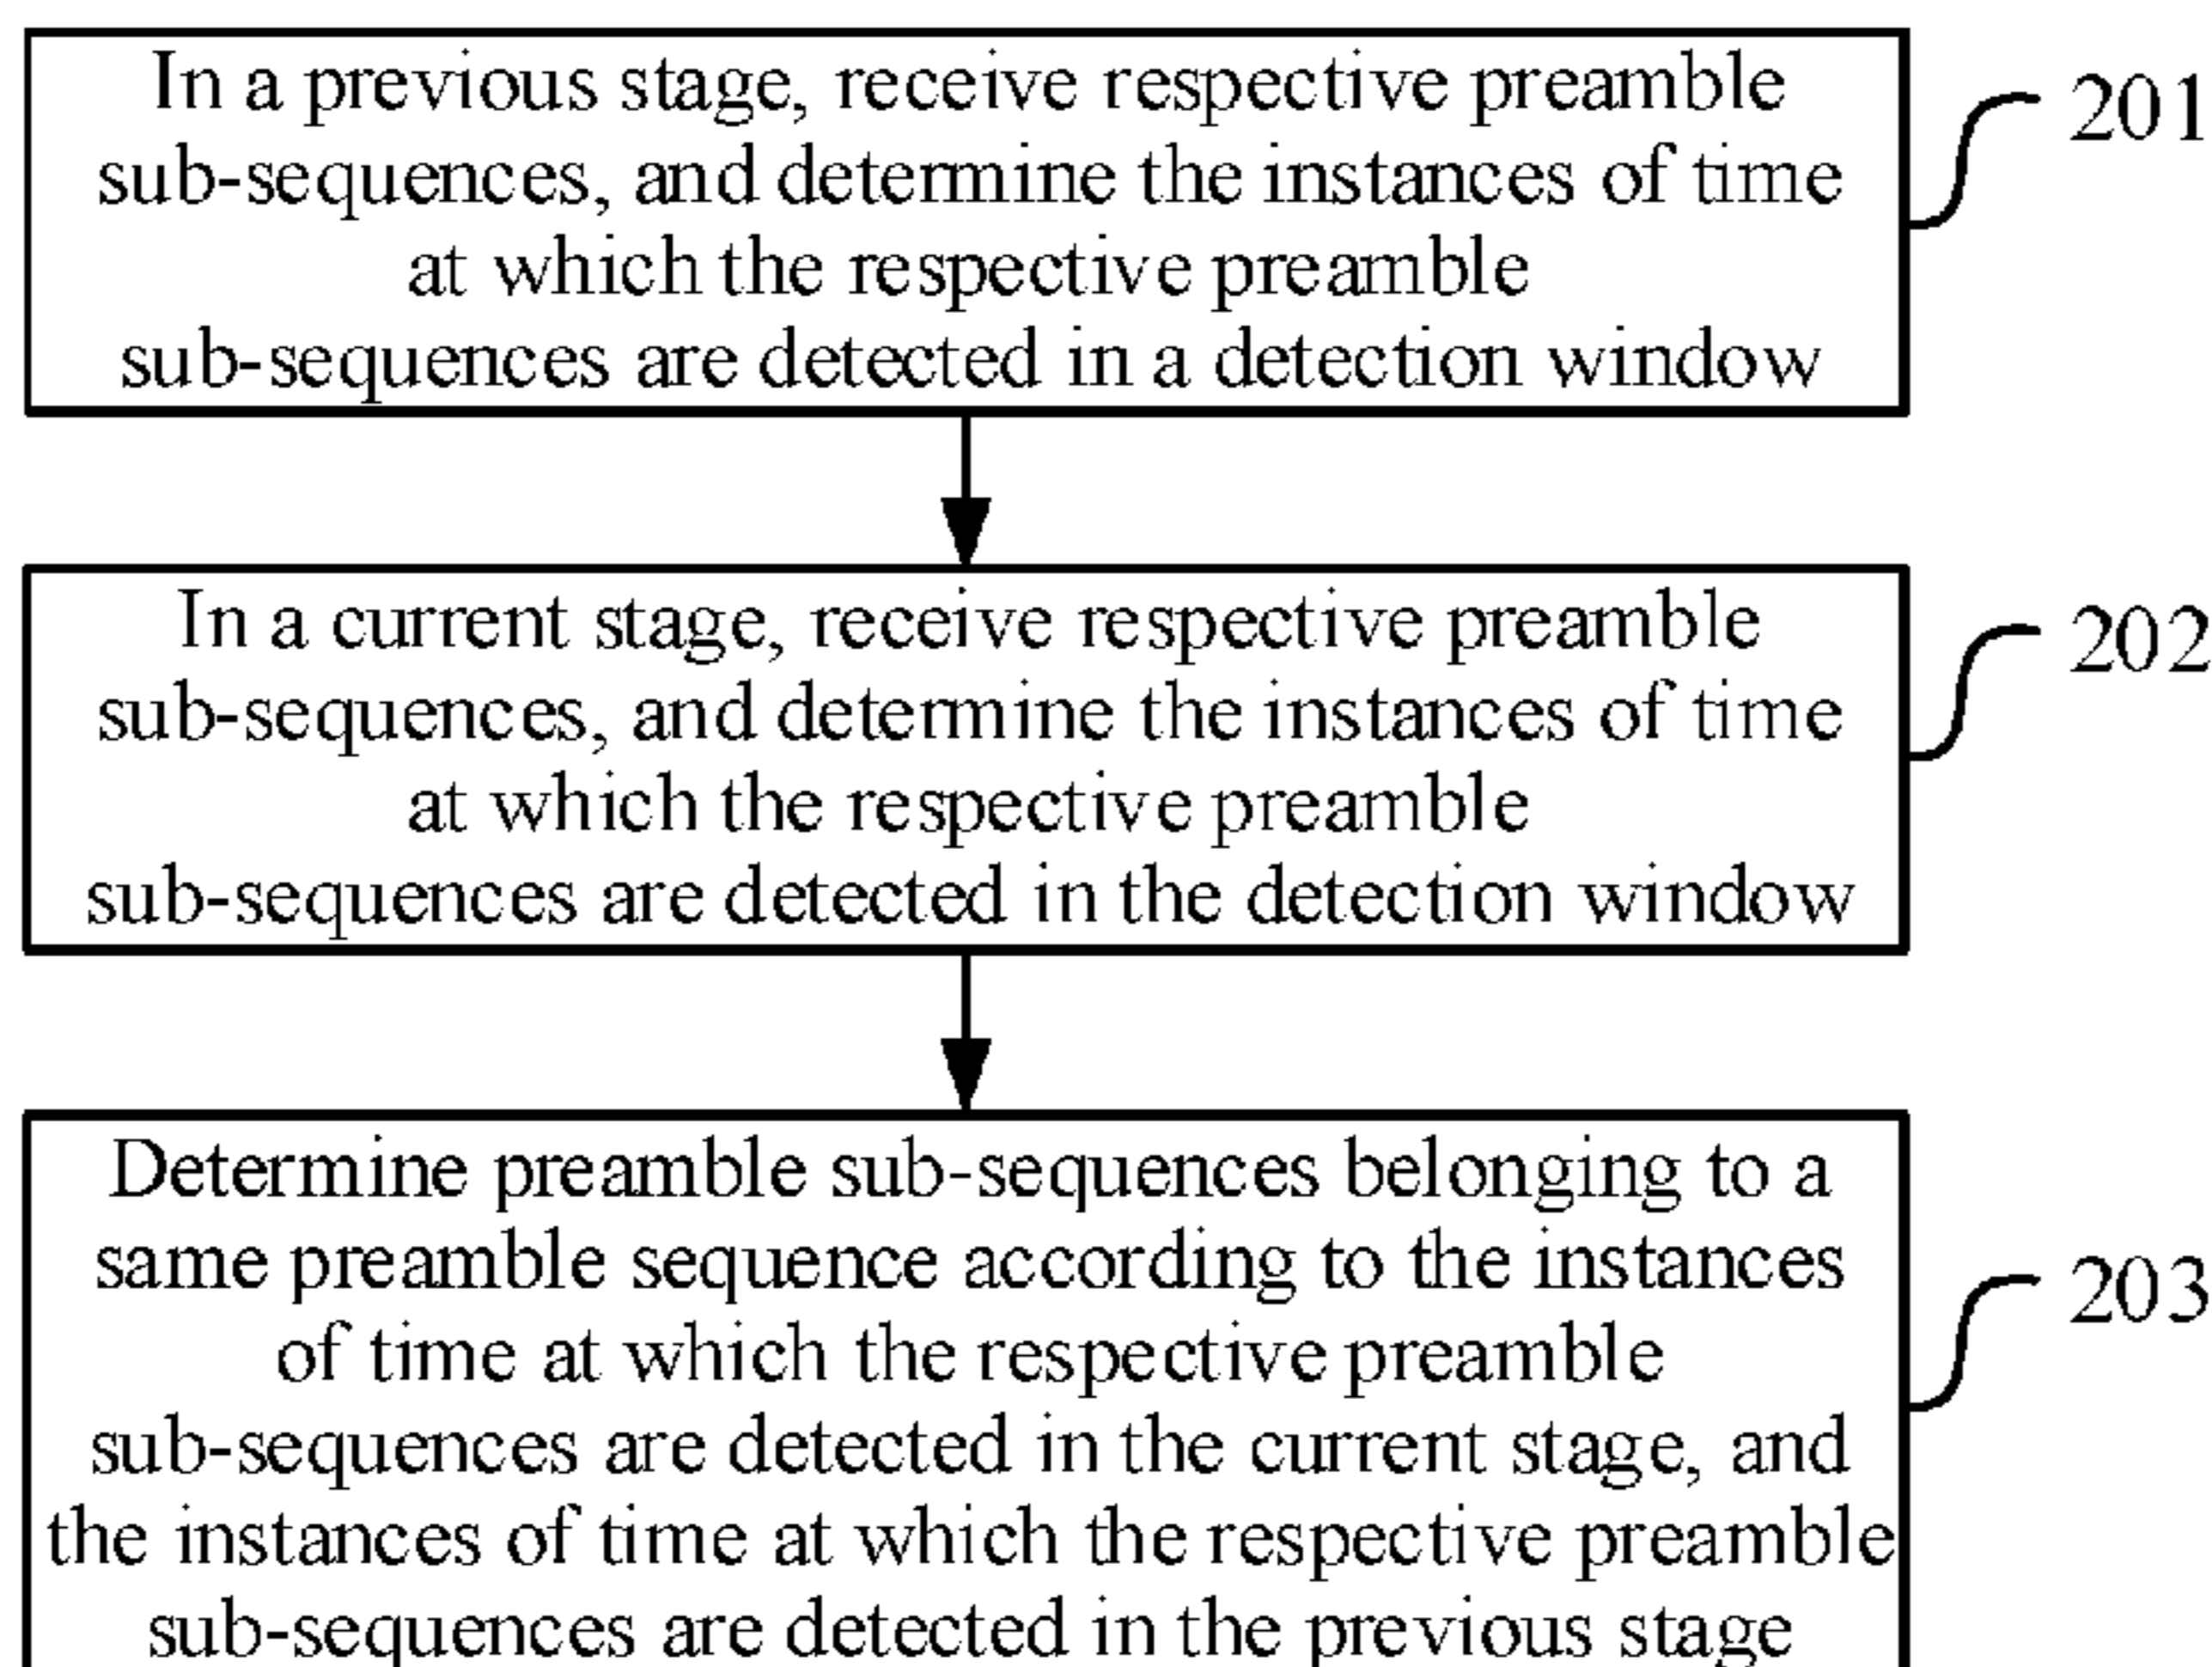 In a previous stage, receive respective preamble
sub-sequences, and determine the instances of time
at which the respective preamble
sub-sequences are detected in a detection window
201
In a current stage, receive respective preamble
sub-sequences, and determine the instances of time
at which the respective preamble
sub-sequences are detected in the detection window
202
Determine preamble sub-sequences belonging to a
same preamble sequence according to the instances
of time at which the respective preamble
sub-sequences are detected in the current stage, and
the instances of time at which the respective preamble
sub-sequences are detected in the previous stage
203